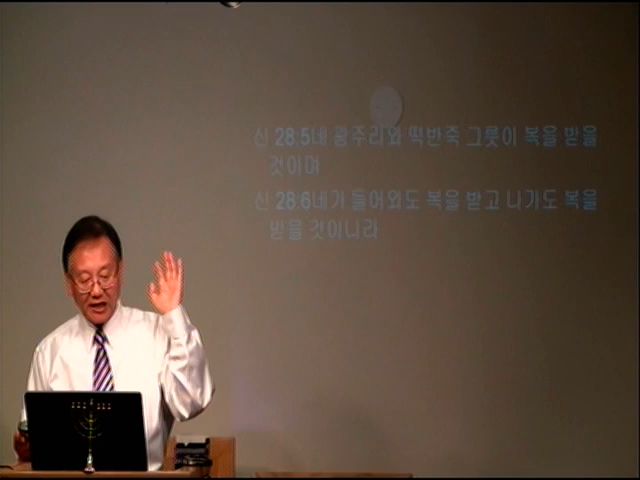 신 28:5네 광주리와 떡반죽 그릇이 복을 받을
것이며
신 28:6네가 들어와도 복을 받고 나가도 복을
받을 것이니라